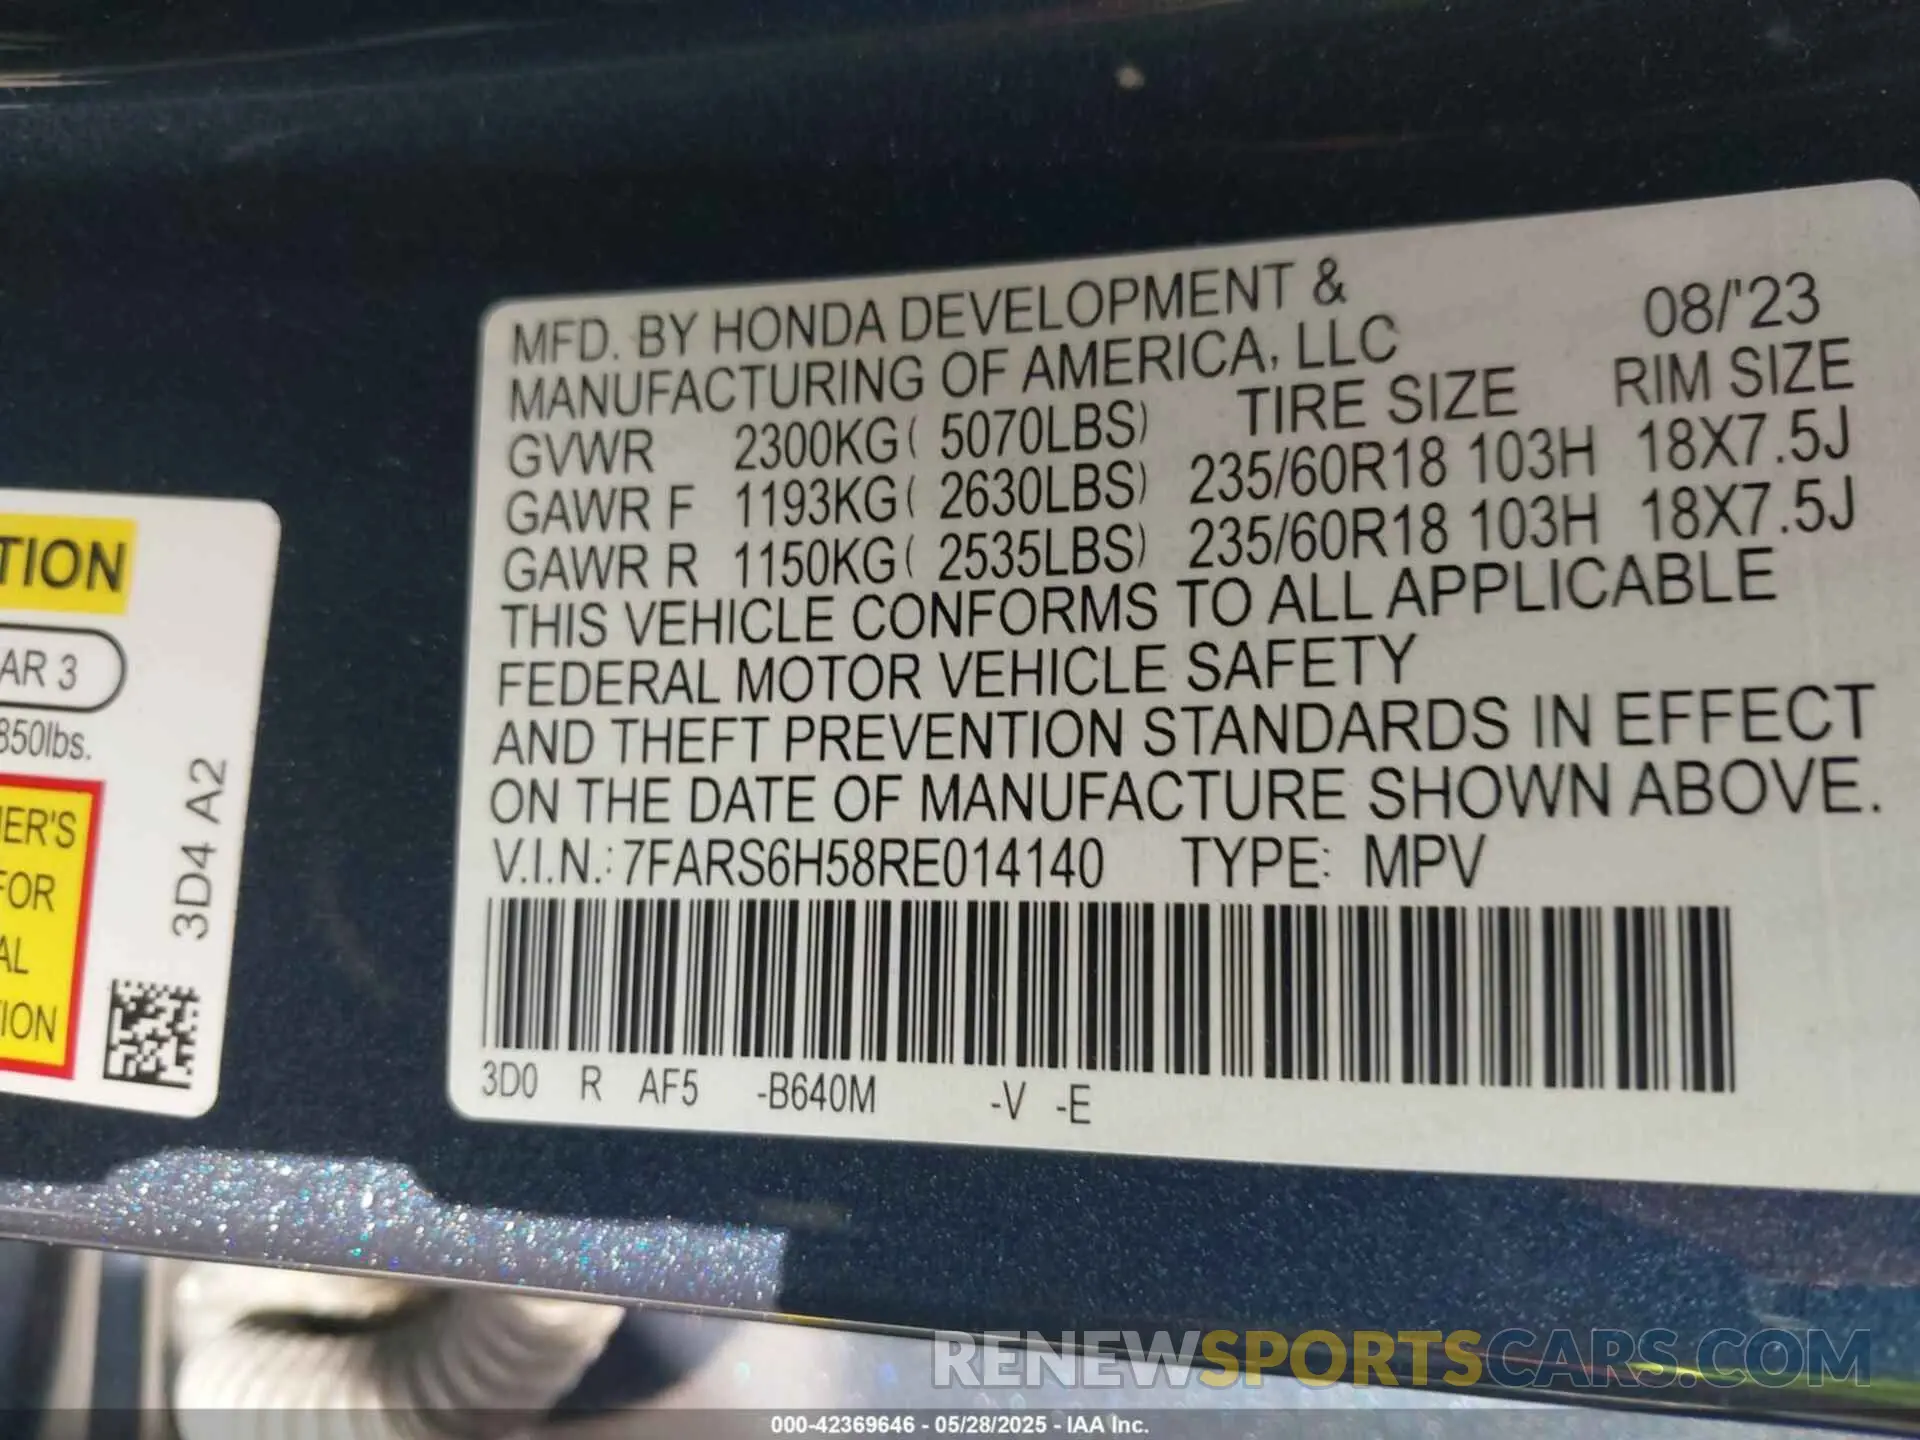 MFD. BY HONDA DEVELOPMENT &
MANUFACTURING OF AMERICA, LLC 08/'23
GVWR 2300KG( 5070LBS) TIRE SIZE RIM SIZE
GAWR F 1193KG( 2630LBS) 235/60R18 103H 18X7.5J
GAWR R 1150KG( 2535LBS) 235/60R18 103H 18X7.5J
THIS VEHICLE CONFORMS TO ALL APPLICABLE
FEDERAL MOTOR VEHICLE SAFETY
AND THEFT PREVENTION STANDARDS IN EFFECT
ON THE DATE OF MANUFACTURE SHOWN ABOVE.
V.I.N.: 7FARS6H58RE014140 TYPE: MPV
3D0 R AF5 -B640M -V -E
TION
AR 3
850lbs.
3D4 A2
ER'S
FOR
AL
TION
RENEWSPORTSCARS.COM
000-42369646 - 05/28/2025 - IAA Inc.